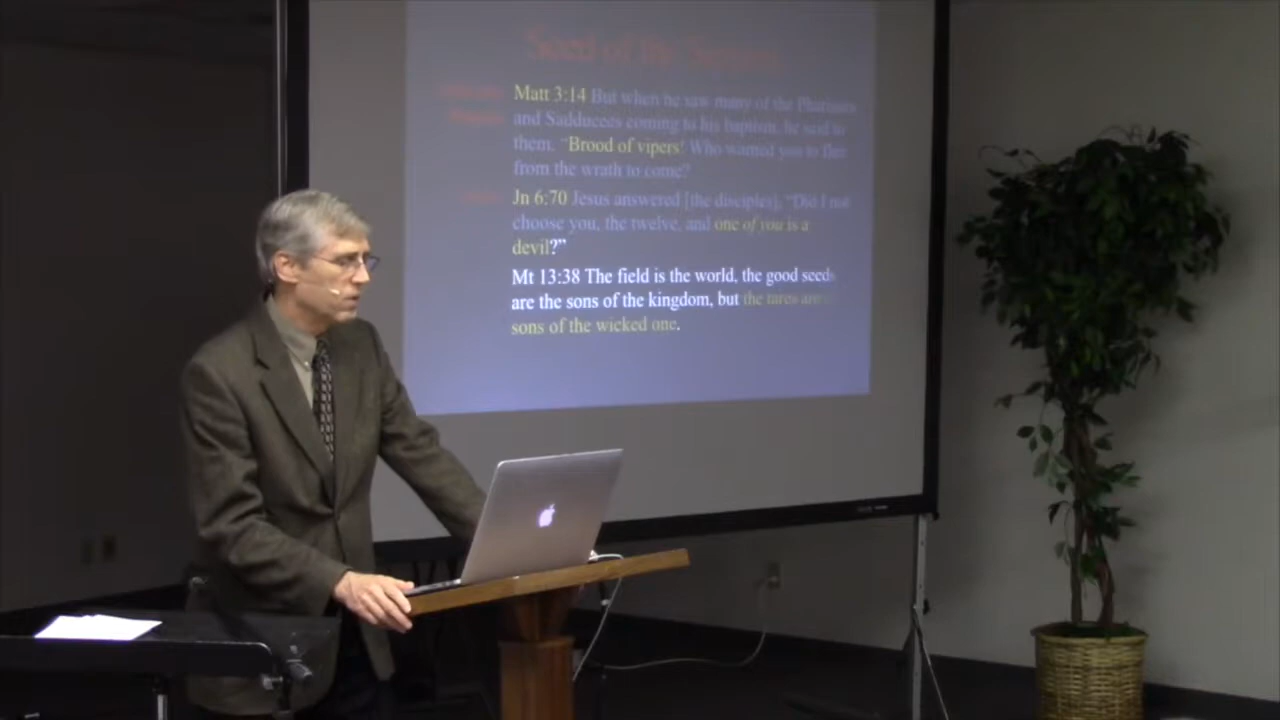 Seed of the Serpent
Matt 3:14 But when he saw many of the Pharisees
and Sadducees coming to his baptism, he said to
them, "Brood of vipers! Who warned you to flee
from the wrath to come?
Jn 6:70 Jesus answered [the disciples], "Did I not
choose you, the twelve, and one of you is a
devil?"
Mt 13:38 The field is the world, the good seeds
are the sons of the kingdom, but the tares are
sons of the wicked one.